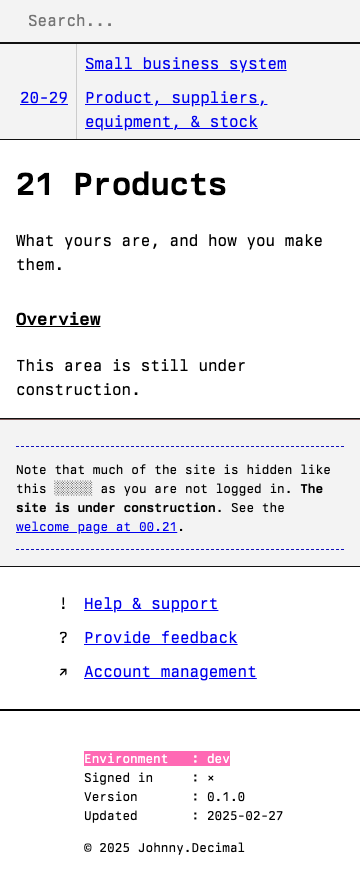 Search...
Small business system
20-29 Product, suppliers,
equipment, & stock
21 Products
What yours are, and how you make
them.
Overview
This area is still under
construction.
Note that much of the site is hidden like
this ░░░░░ as you are not logged in. The
site is under construction. See the
welcome page at 00.21.
! Help & support
? Provide feedback
↗ Account management
Environment : dev
Signed in : ×
Version : 0.1.0
Updated : 2025-02-27
© 2025 Johnny.Decimal